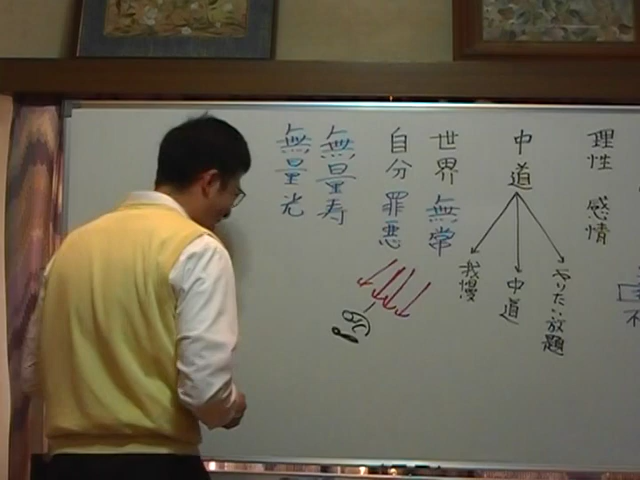 理性 感情
中道
やりたい放題
中道
我慢
世界 無常
自分 罪悪
無量寿
無量光